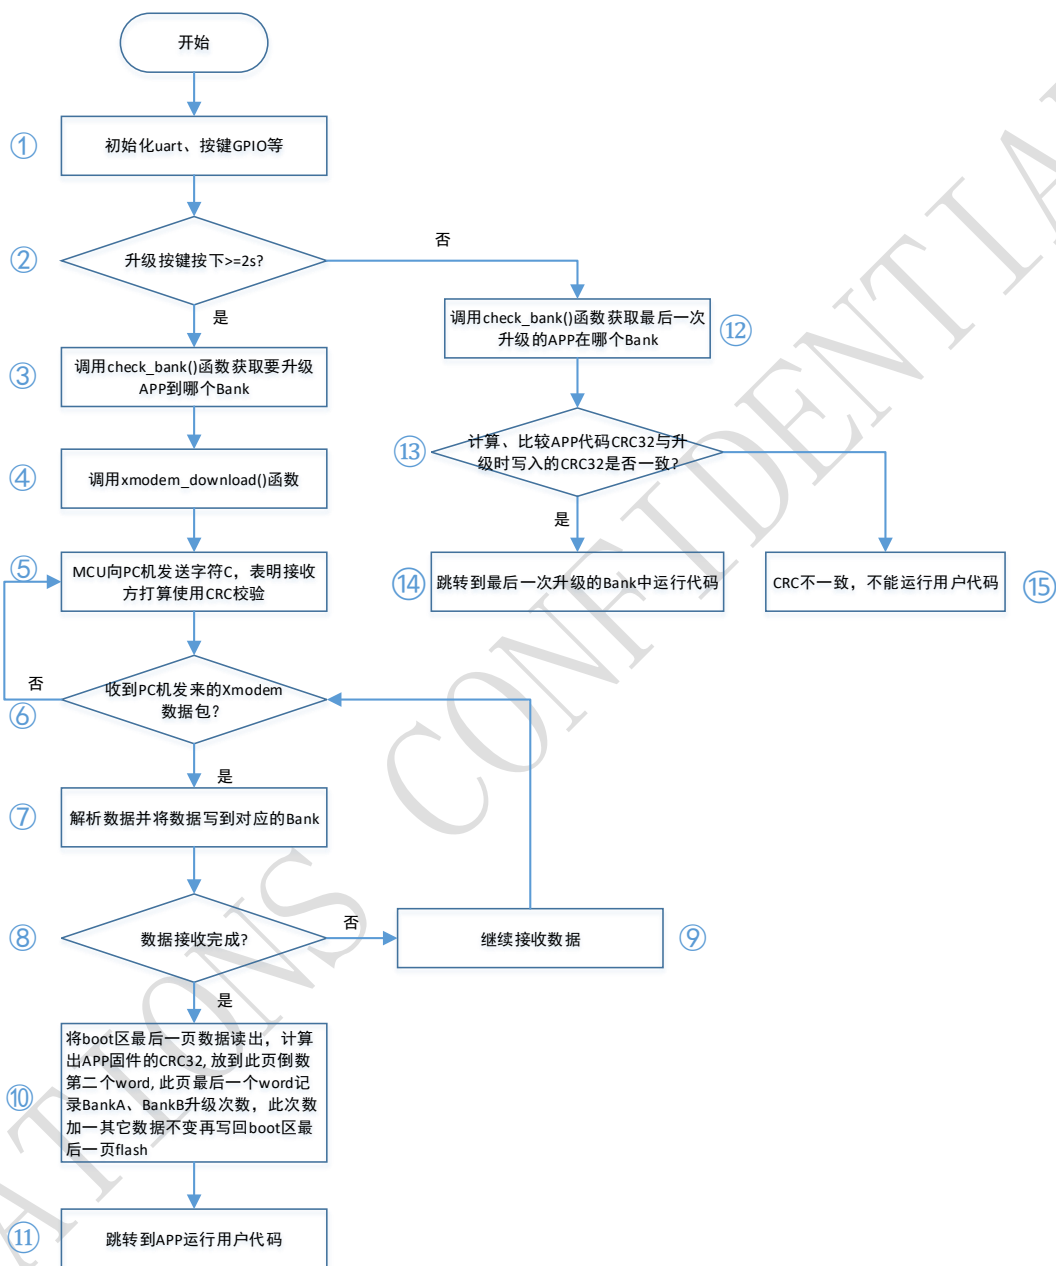 开始
①
初始化uart、按键GPIO等
②
升级按键按下>=2s?
否
是
③
调用check_bank()函数获取要升级
APP到哪个Bank
④
调用xmodem_download()函数
⑤
MCU向PC机发送字符C，表明接收
方打算使用CRC校验
否
⑥
收到PC机发来的Xmodem
数据包?
是
⑦
解析数据并将数据写到对应的Bank
⑧
数据接收完成?
否
继续接收数据
⑨
是
⑩
将boot区最后一页数据读出，计算
出APP固件的CRC32, 放到此页倒数
第二个word, 此页最后一个word记
录BankA、BankB升级次数，此次数
加一其它数据不变再写回boot区最
后一页flash
⑪
跳转到APP运行用户代码
调用check_bank()函数获取最后一次
升级的APP在哪个Bank
⑫
⑬
计算、比较APP代码CRC32与升
级时写入的CRC32是否一致?
是
⑭
跳转到最后一次升级的Bank中运行代码
CRC不一致，不能运行用户代码
⑮
ATIONS CONFIDENTIA